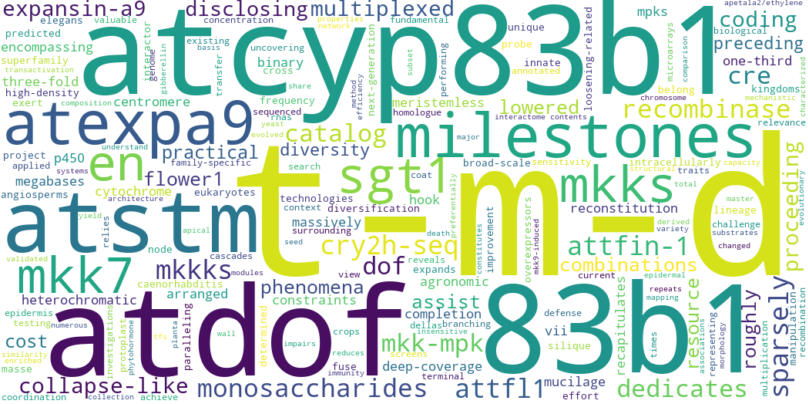 expansin-a9 disclosing multiplexed apetala2/ethylene
elegans concentration valuable existing unique mpks fundamental properties network coding
predicted basis interactor probe biological
encompassing uncovering binary innate annotated preceding
superfamily cross performing one-third
transactivation share subset cre kingdoms
three-fold gibberellin genome transfer next-generation loosening-related microarrays comparison characterized
high-density exert frequency method efficiency meristemless belong mechanistic
atcyp83b1
composition centromere sequenced rnas yeast homologue lowered chromosome recombinase
interactome contents relevance
atexpa9 understand evolved catalog major milestones
project p450 practical diversity
applied systems family-specific search broad-scale sensitivity intracellularly capacity
megabases cytochrome en flower1 sgt1 coat structural traits
angiosperms architecture eukaryotes hook preferentially mkks total evolutionary
technologies reconstitution derived master lineage
yield relies context diversification variety challenge proceeding
atstm apical massively death constitutes improvement overexpressors mkk9-induced substrates
node surrounding cry2h-seq attfin-1 changed
validated cascades seed reveals combinations
t-m-d
mkk7 mkkks modules view expands dof current epidermal
caenorhabditis phenomena agronomic repeats mapping
heterochromatic arranged constraints assist recapitulates resource associations sparsely
epidermis numerous investigations protoplast phytohormone paralleling determined crops completion defense representing morphology roughly
testing tfs dellas branching vii times multiplication manipulation recombination
cost planta wall insensitive
similarity enriched impairs mkk-mpk silique
masse screens fuse immunity reduces deep-coverage
atdof 83b1
collapse-like terminal mucilage
coordination collection achieve monosaccharides attfl1 effort dedicates